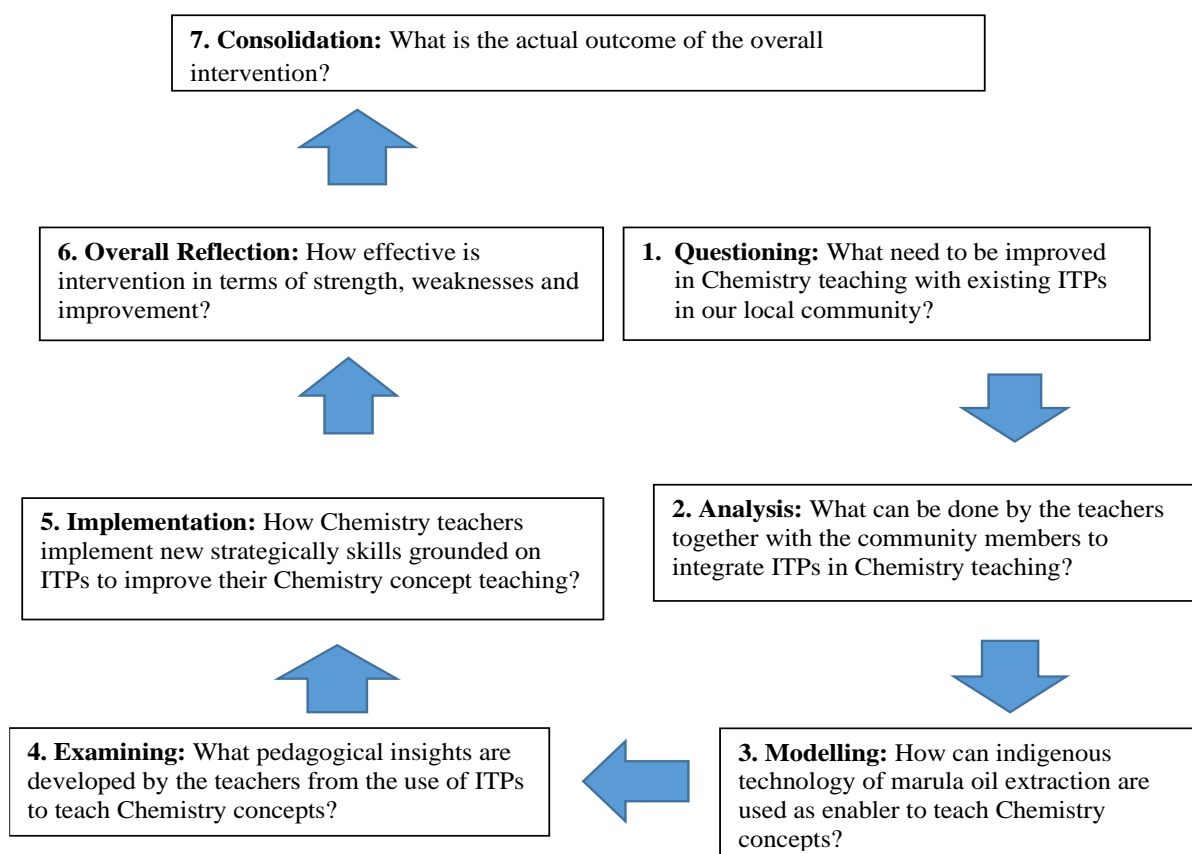 7. Consolidation: What is the actual outcome of the overall
intervention?
6. Overall Reflection: How effective is
intervention in terms of strength, weaknesses and
improvement?
1. Questioning: What need to be improved
in Chemistry teaching with existing ITPs
in our local community?
5. Implementation: How Chemistry teachers
implement new strategically skills grounded on
ITPs to improve their Chemistry concept teaching?
2. Analysis: What can be done by the teachers
together with the community members to
integrate ITPs in Chemistry teaching?
4. Examining: What pedagogical insights are
developed by the teachers from the use of ITPs
to teach Chemistry concepts?
3. Modelling: How can indigenous
technology of marula oil extraction are
used as enabler to teach Chemistry
concepts?